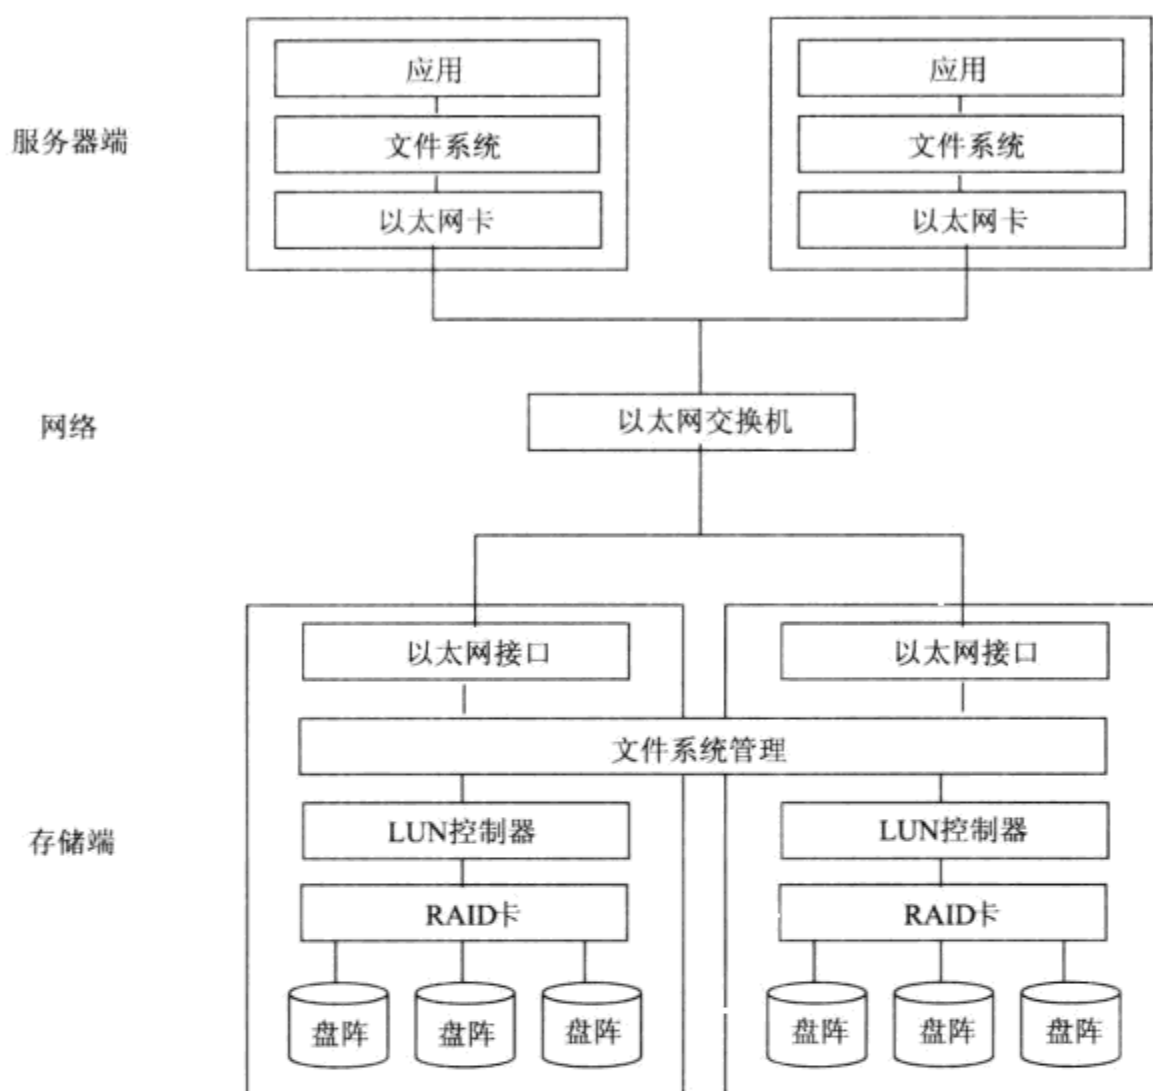 应用
应用
服务器端
文件系统
文件系统
以太网卡
以太网卡
网络
以太网交换机
以太网接口
以太网接口
文件系统管理
存储端
LUN控制器
LUN控制器
RAID卡
RAID卡
盘阵
盘阵
盘阵
盘阵
盘阵
盘阵